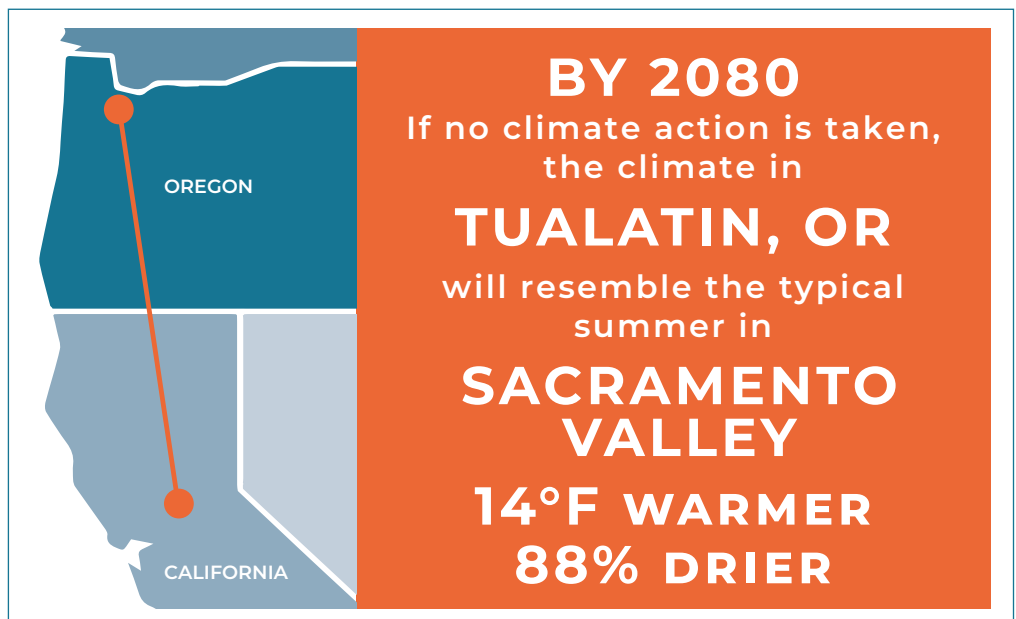 OREGON
CALIFORNIA
BY 2080
If no climate action is taken,
the climate in
TUALATIN, OR
will resemble the typical
summer in
SACRAMENTO
VALLEY
14°F WARMER
88% DRIER